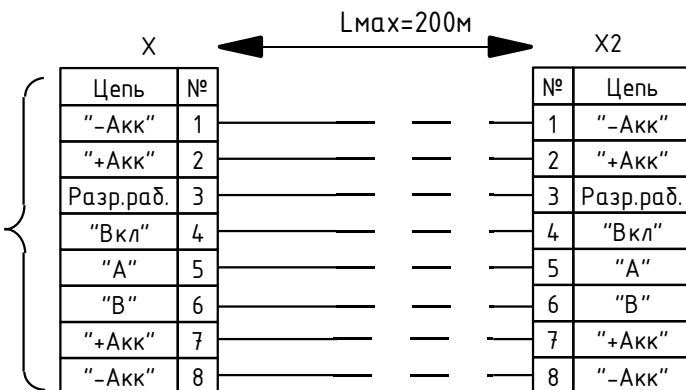 Lмах=200м
X X2
Цепь № № Цепь
"-Акк" 1 1 "-Акк"
"+Акк" 2 2 "+Акк"
Разр.раб. 3 3 Разр.раб.
"Вкл" 4 4 "Вкл"
"А" 5 5 "А"
"В" 6 6 "В"
"+Акк" 7 7 "+Акк"
"-Акк" 8 8 "-Акк"